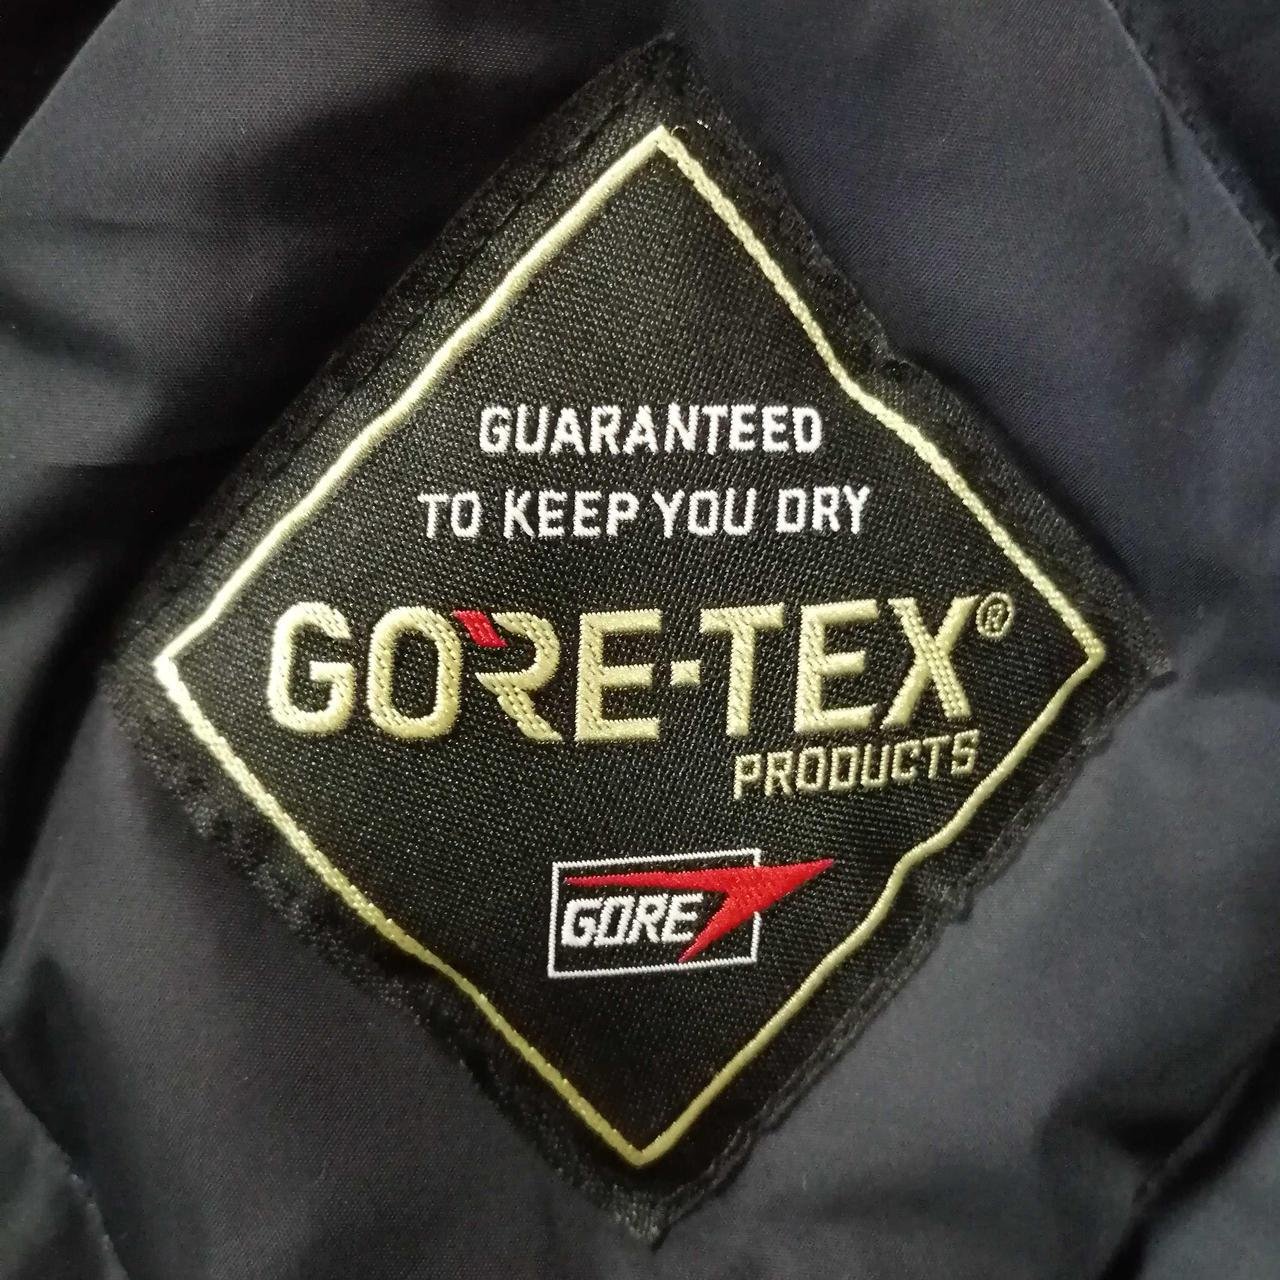 GUARANTEED
TO KEEP YOU DRY
GORE-TEX®
PRODUCTS
GORE